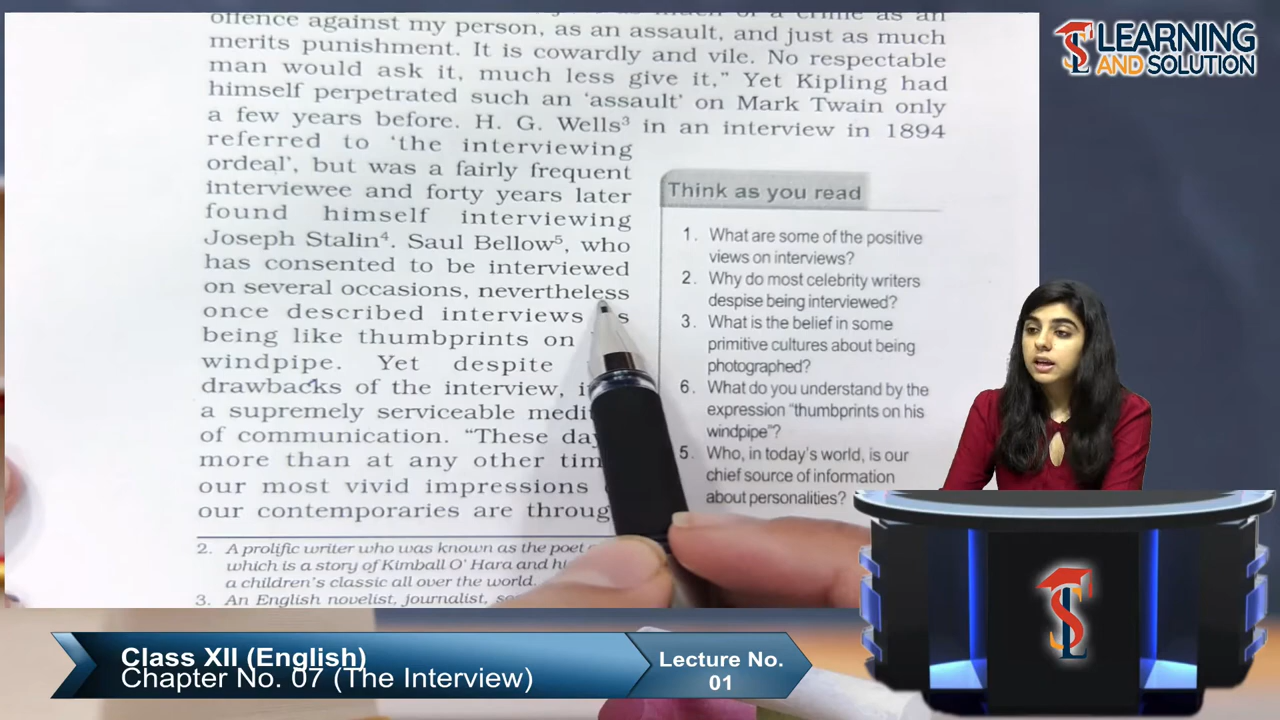 offence against my person, as an assault, and just as much
merits punishment. It is cowardly and vile. No respectable
man would ask it, much less give it,” Yet Kipling had
himself perpetrated such an ‘assault’ on Mark Twain only
a few years before. H. G. Wells³ in an interview in 1894
referred to ‘the interviewing
ordeal’, but was a fairly frequent
interviewee and forty years later
found himself interviewing
Joseph Stalin⁴. Saul Bellow⁵, who
has consented to be interviewed
on several occasions, nevertheless
once described interviews
being like thumbprints on
windpipe. Yet despite
drawbacks of the interview,
a supremely serviceable
of communication. “These
more than at any other
our most vivid impressions
our contemporaries are
2. A prolific writer who was known as the poet
which is a story of Kimball O' Hara and
a children's classic all over the world.
3. An English novelist, journalist,
Think as you read
1. What are some of the positive
views on interviews?
2. Why do most celebrity writers
despise being interviewed?
3. What is the belief in some
primitive cultures about being
photographed?
6. What do you understand by the
expression “thumbprints on his
windpipe”?
5. Who, in today's world, is our
chief source of information
about personalities?
LEARNING
AND SOLUTION
Class XII (English)
Chapter No. 07 (The Interview)
Lecture No.
01